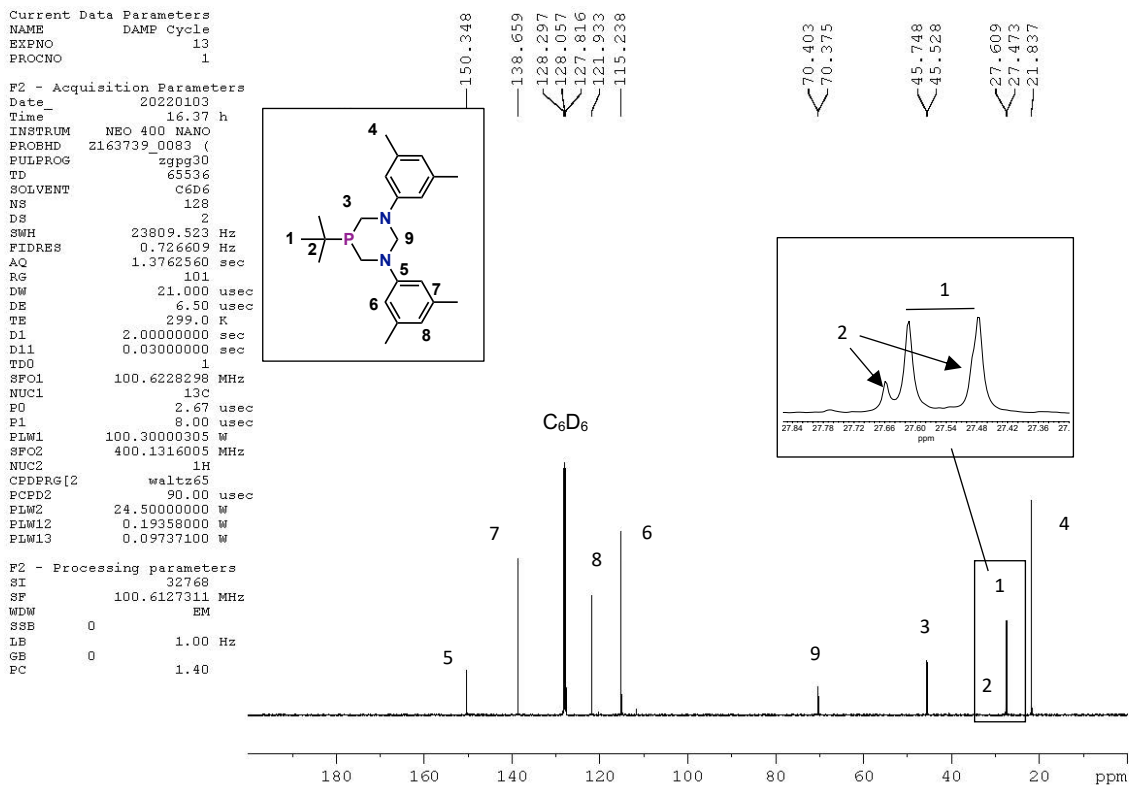 Current Data Parameters
NAME DAMP Cycle
EXPNO 13
PROCNO 1
F2 - Acquisition Parameters
Date_ 20220103
Time 16.37 h
INSTRUM NEO 400 NANO
PROBHD Z163739_0083 (
PULPROG zgpg30
TD 65536
SOLVENT C6D6
NS 128
DS 2
SWH 23809.523 Hz
FIDRES 0.726609 Hz
AQ 1.3762560 sec
RG 101
DW 21.000 usec
DE 6.50 usec
TE 299.0 K
D1 2.00000000 sec
D11 0.03000000 sec
TD0 1
SFO1 100.6228298 MHz
NUC1 13C
P0 2.67 usec
P1 8.00 usec
PLW1 100.30000305 W
SFO2 400.1316005 MHz
NUC2 1H
CPDPRG[2 waltz65
PCPD2 90.00 usec
PLW2 24.50000000 W
PLW12 0.19358000 W
PLW13 0.09737100 W
F2 - Processing parameters
SI 32768
SF 100.6127311 MHz
WDW EM
SSB 0
LB 1.00 Hz
GB 0
PC 1.40
150.348
138.659
128.297
128.057
127.816
121.933
115.238
70.403
70.375
45.748
45.528
27.609
27.473
21.837
4
3
N
1
2
P
9
N
5
7
6
8
1
2
27.84 27.78 27.72 27.66 27.60 27.54 27.48 27.42 27.36 27.
ppm
C6D6
7
8
6
4
1
5
9
3
2
180 160 140 120 100 80 60 40 20 ppm